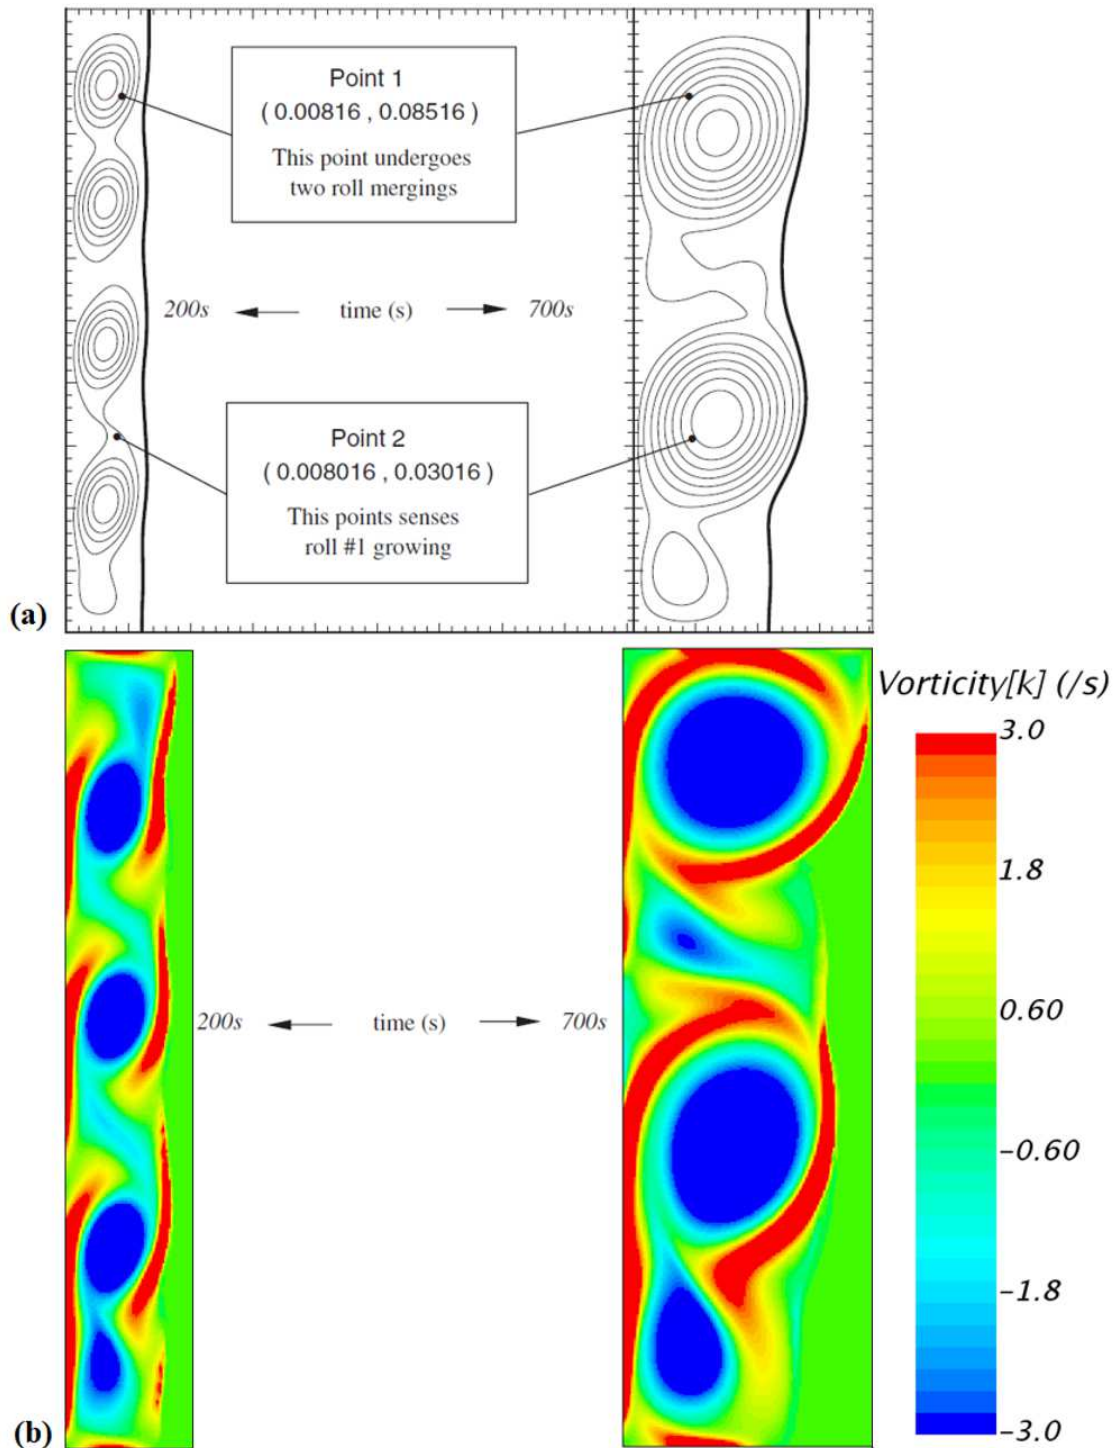 Point 1
( 0.00816 , 0.08516 )
This point undergoes
two roll mergings
200s time (s) 700s
Point 2
( 0.008016 , 0.03016 )
This points senses
roll #1 growing
(a)
Vorticity[k] (/s)
3.0
1.8
0.60
200s time (s) 700s
-0.60
-1.8
-3.0
(b)